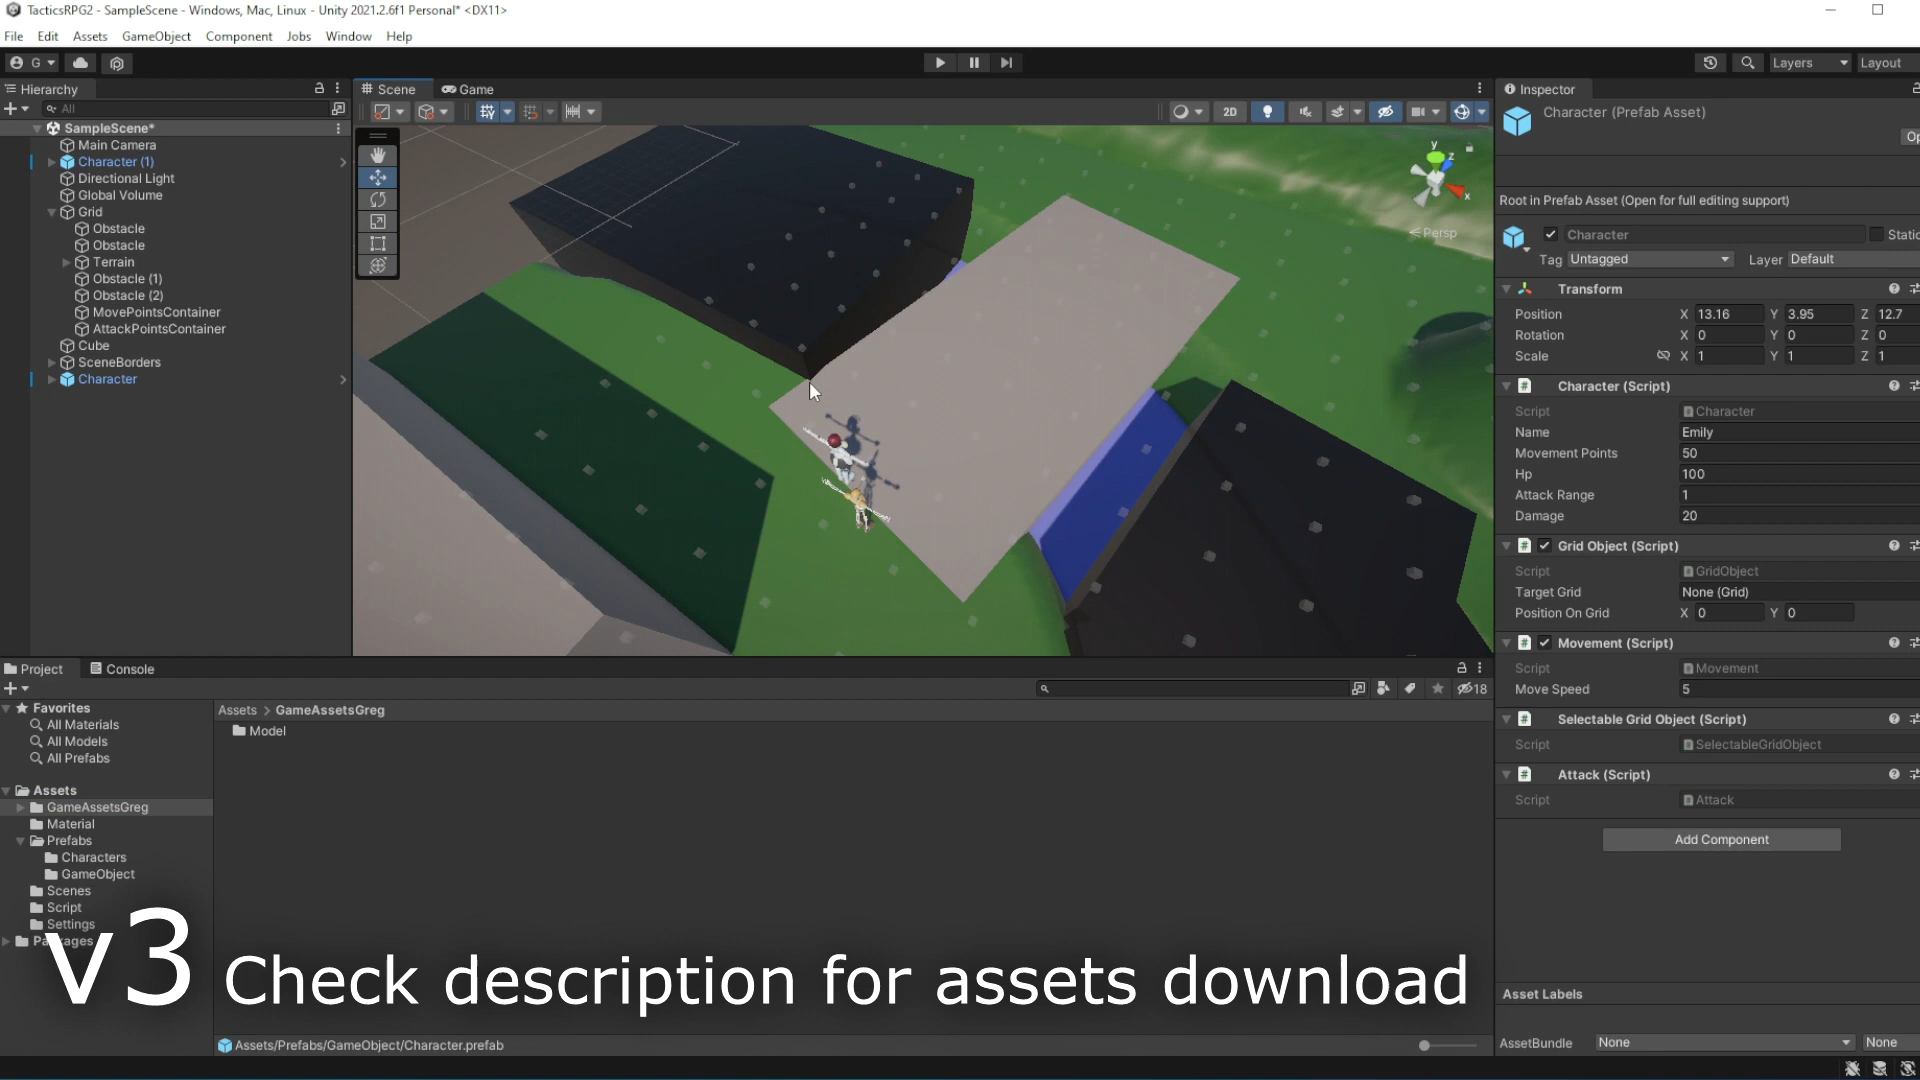 TacticsRPG2 - SampleScene - Windows, Mac, Linux - Unity 2021.2.6f1 Personal* <DX11>
File Edit Assets GameObject Component Jobs Window Help
G
Layers
Layout
Hierarchy
All
SampleScene*
Main Camera
Character (1)
Directional Light
Global Volume
Grid
Obstacle
Obstacle
Terrain
Obstacle (1)
Obstacle (2)
MovePointsContainer
AttackPointsContainer
Cube
SceneBorders
Character
Scene
Game
2D
y
z
x
Persp
Inspector
Character (Prefab Asset)
Op
Root in Prefab Asset (Open for full editing support)
Character
Static
Tag Untagged Layer Default
Transform
Position X 13.16 Y 3.95 Z 12.7
Rotation X 0 Y 0 Z 0
Scale X 1 Y 1 Z 1
Character (Script)
Script Character
Name Emily
Movement Points 50
Hp 100
Attack Range 1
Damage 20
Grid Object (Script)
Script GridObject
Target Grid None (Grid)
Position On Grid X 0 Y 0
Movement (Script)
Script Movement
Move Speed 5
Selectable Grid Object (Script)
Script SelectableGridObject
Attack (Script)
Script Attack
Add Component
Asset Labels
AssetBundle None None
Project
Console
18
Favorites
All Materials
All Models
All Prefabs
Assets
GameAssetsGreg
Material
Prefabs
Characters
GameObject
Scenes
Script
Settings
Packages
Assets > GameAssetsGreg
Model
v3 Check description for assets download
Assets/Prefabs/GameObject/Character.prefab